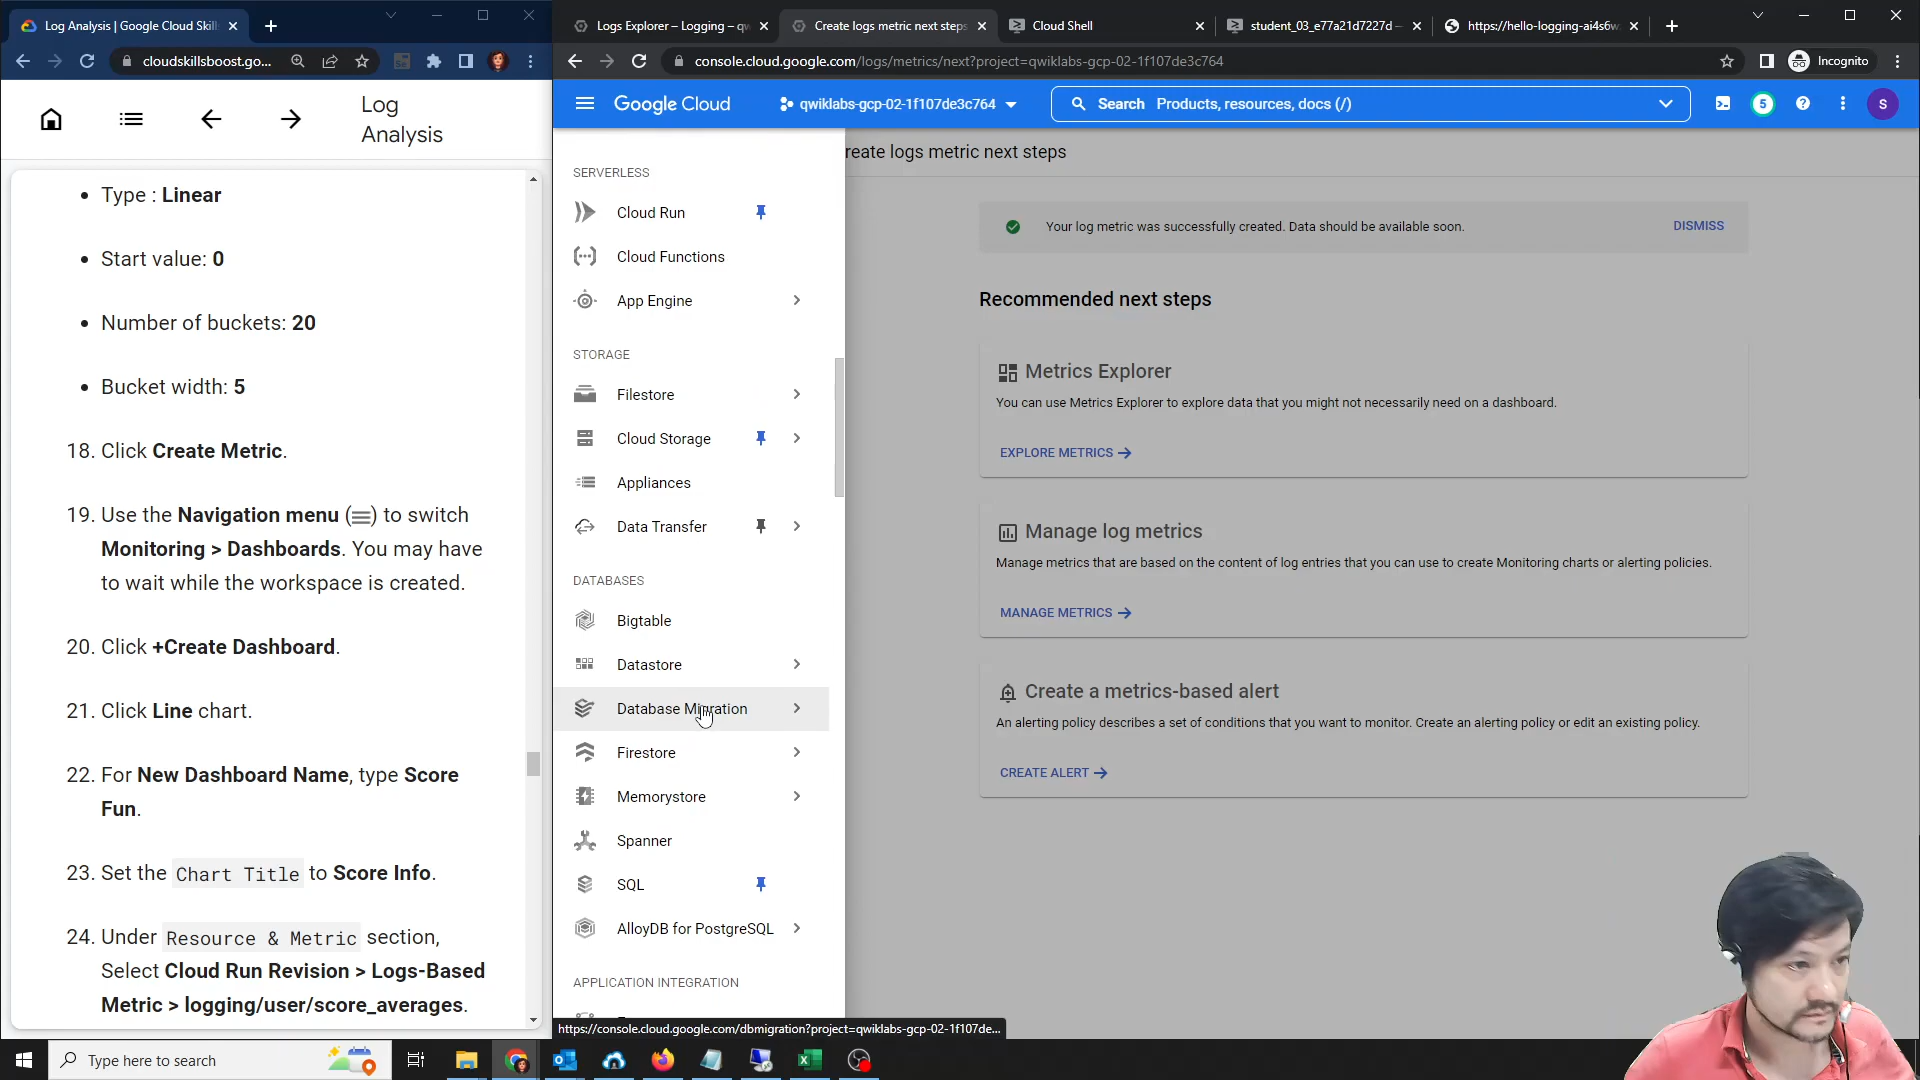 Log Analysis | Google Cloud Skill
cloudskillsboost.go...
Log
Analysis
• Type : Linear
• Start value: 0
• Number of buckets: 20
• Bucket width: 5
18. Click Create Metric.
19. Use the Navigation menu (≡) to switch
Monitoring > Dashboards. You may have
to wait while the workspace is created.
20. Click +Create Dashboard.
21. Click Line chart.
22. For New Dashboard Name, type Score
Fun.
23. Set the Chart Title to Score Info.
24. Under Resource & Metric section,
Select Cloud Run Revision > Logs-Based
Metric > logging/user/score_averages.
Logs Explorer – Logging – qw
Create logs metric next steps
Cloud Shell
student_03_e77a21d7227d –
https://hello-logging-ai4s6w
console.cloud.google.com/logs/metrics/next?project=qwiklabs-gcp-02-1f107de3c764
Incognito
Google Cloud
qwiklabs-gcp-02-1f107de3c764
Search Products, resources, docs (/)
5
S
SERVERLESS
Cloud Run
Cloud Functions
App Engine
STORAGE
Filestore
Cloud Storage
Appliances
Data Transfer
DATABASES
Bigtable
Datastore
Database Migration
Firestore
Memorystore
Spanner
SQL
AlloyDB for PostgreSQL
APPLICATION INTEGRATION
https://console.cloud.google.com/dbmigration?project=qwiklabs-gcp-02-1f107de...
reate logs metric next steps
Your log metric was successfully created. Data should be available soon.
DISMISS
Recommended next steps
Metrics Explorer
You can use Metrics Explorer to explore data that you might not necessarily need on a dashboard.
EXPLORE METRICS →
Manage log metrics
Manage metrics that are based on the content of log entries that you can use to create Monitoring charts or alerting policies.
MANAGE METRICS →
Create a metrics-based alert
An alerting policy describes a set of conditions that you want to monitor. Create an alerting policy or edit an existing policy.
CREATE ALERT →
Type here to search